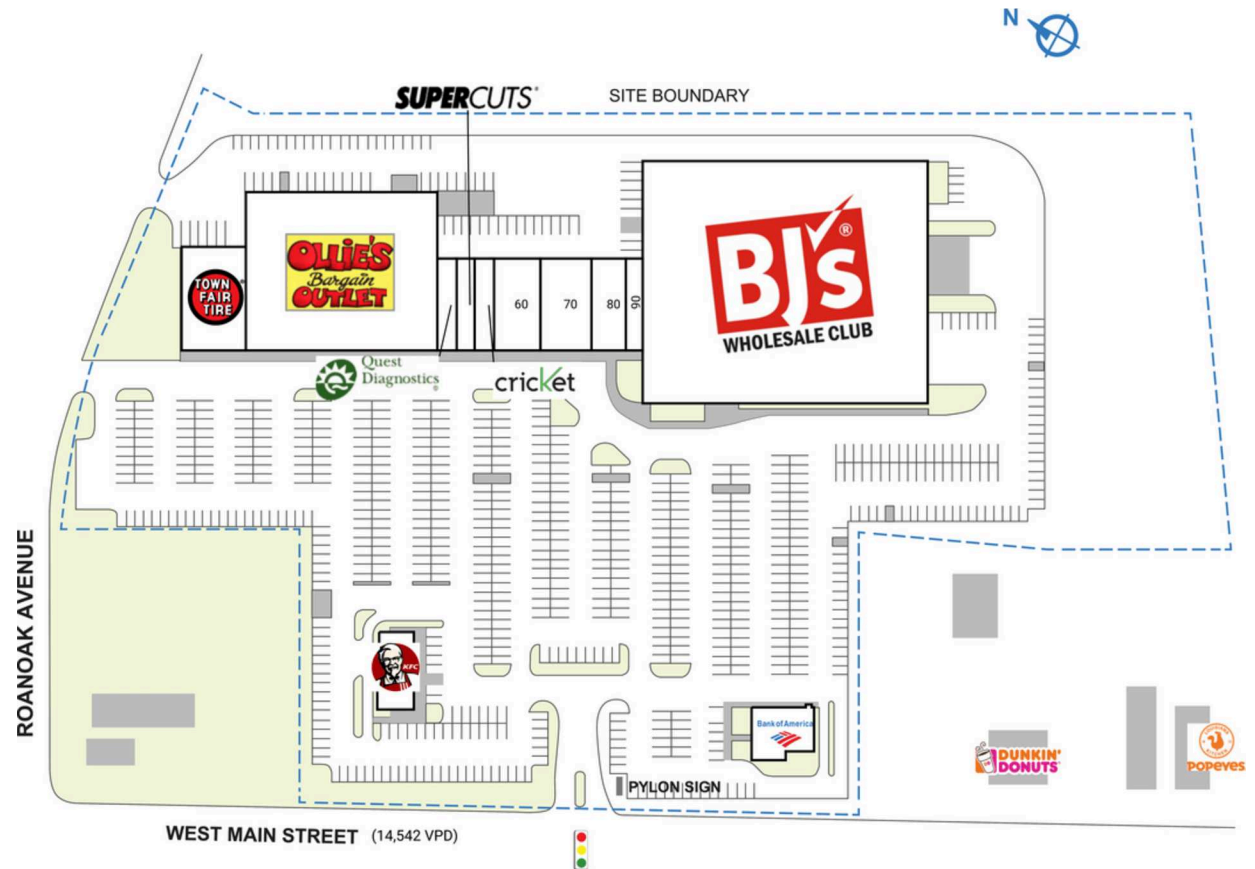 N
SUPERCUTS®
SITE BOUNDARY
BJ's®
WHOLESALE CLUB
OLLIE'S
Bargain
OUTLET
TOWN
FAIR
TIRE
60
70
80
90
Quest
Diagnostics®
cricket
ROANOAK AVENUE
KFC
Bank of America
DUNKIN'
DONUTS
POPEYES
PYLON SIGN
WEST MAIN STREET (14,542 VPD)